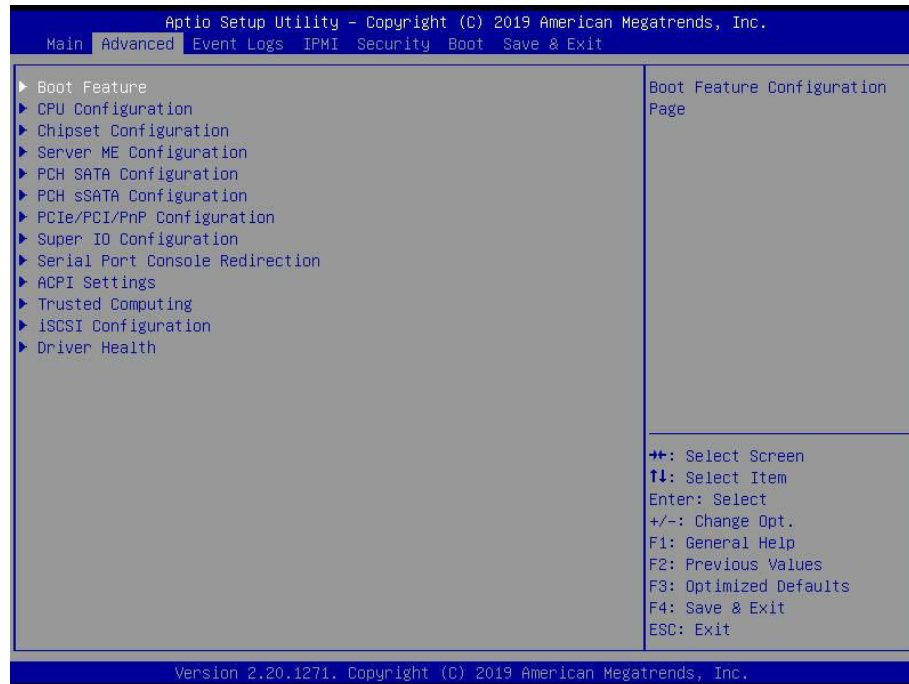 Aptio Setup Utility – Copyright (C) 2019 American Megatrends, Inc.
Main Advanced Event Logs IPMI Security Boot Save & Exit
▶ Boot Feature
▶ CPU Configuration
▶ Chipset Configuration
▶ Server ME Configuration
▶ PCH SATA Configuration
▶ PCH sSATA Configuration
▶ PCIe/PCI/PnP Configuration
▶ Super IO Configuration
▶ Serial Port Console Redirection
▶ ACPI Settings
▶ Trusted Computing
▶ iSCSI Configuration
▶ Driver Health
Boot Feature Configuration
Page
→←: Select Screen
↑↓: Select Item
Enter: Select
+/-: Change Opt.
F1: General Help
F2: Previous Values
F3: Optimized Defaults
F4: Save & Exit
ESC: Exit
Version 2.20.1271. Copyright (C) 2019 American Megatrends, Inc.